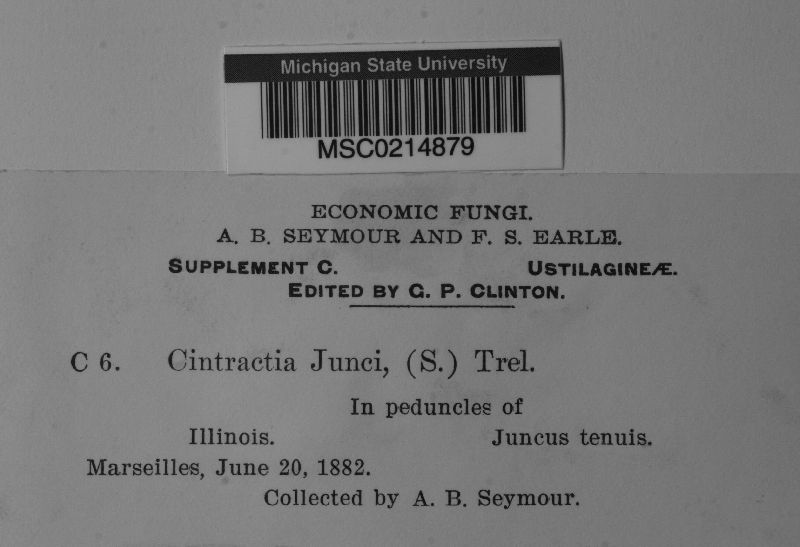 Michigan State University
MSC0214879
ECONOMIC FUNGI.
A. B. SEYMOUR AND F. S. EARLE.
SUPPLEMENT C. USTILAGINEÆ.
EDITED BY G. P. CLINTON.
C 6. Cintractia Junci, (S.) Trel.
In peduncles of
Illinois. Juncus tenuis.
Marseilles, June 20, 1882.
Collected by A. B. Seymour.